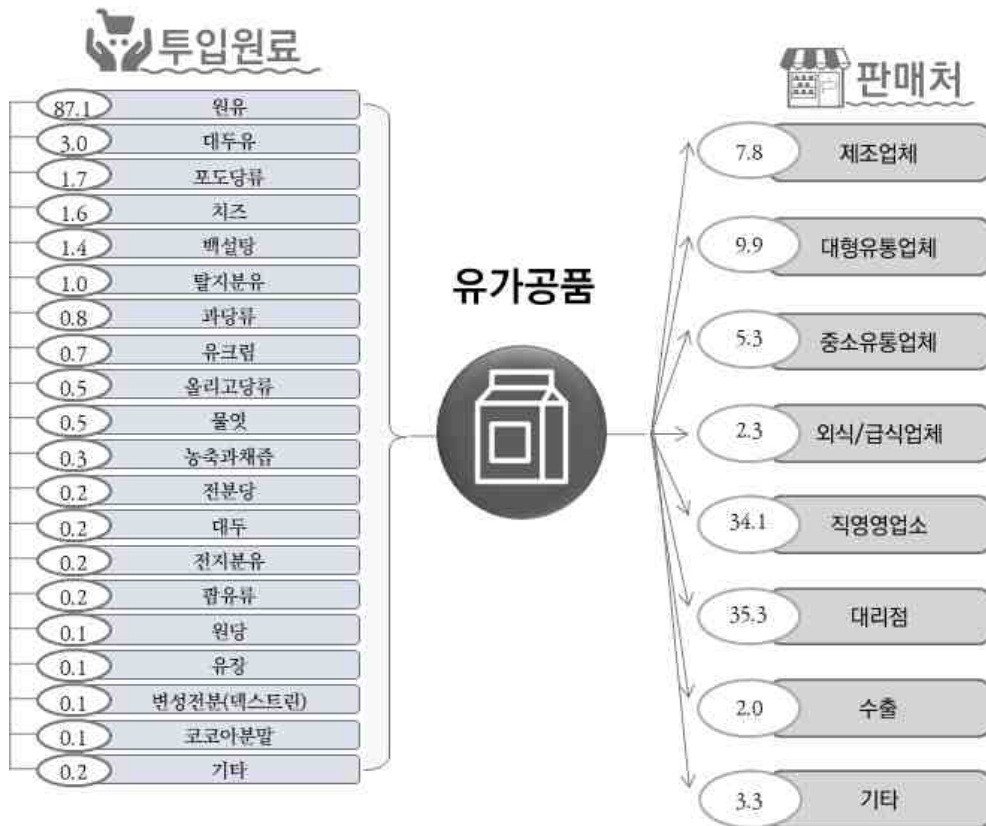 투입원료
87.1 원유
3.0 대두유
1.7 포도당류
1.6 치즈
1.4 백설탕
1.0 탈지분유
0.8 과당류
0.7 유크림
0.5 올리고당류
0.5 물엿
0.3 농축과채즙
0.2 전분당
0.2 대두
0.2 전지분유
0.2 팜유류
0.1 원당
0.1 유장
0.1 변성전분(덱스트린)
0.1 코코아분말
0.2 기타
유가공품
판매처
7.8 제조업체
9.9 대형유통업체
5.3 중소유통업체
2.3 외식/급식업체
34.1 직영영업소
35.3 대리점
2.0 수출
3.3 기타